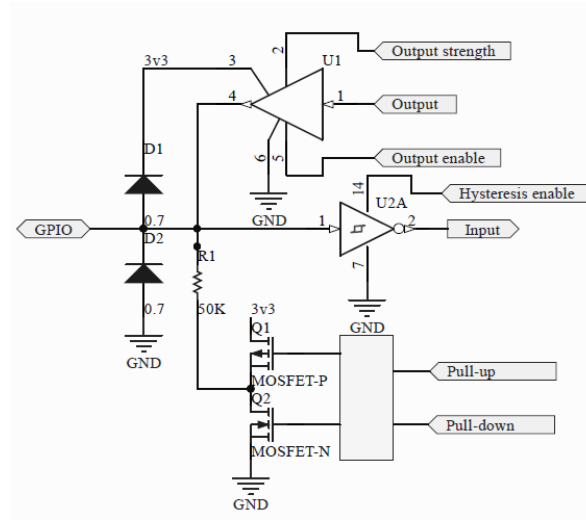 2
U1
Output strength
3v3
3
4
1
Output
D1
6
5
Output enable
GND
14
Hysteresis enable
U2A
GPIO
0.7
1
2
Input
D2
R1
7
0.7
50K
3v3
GND
GND
Q1
MOSFET-P
Pull-up
Q2
Pull-down
MOSFET-N
GND